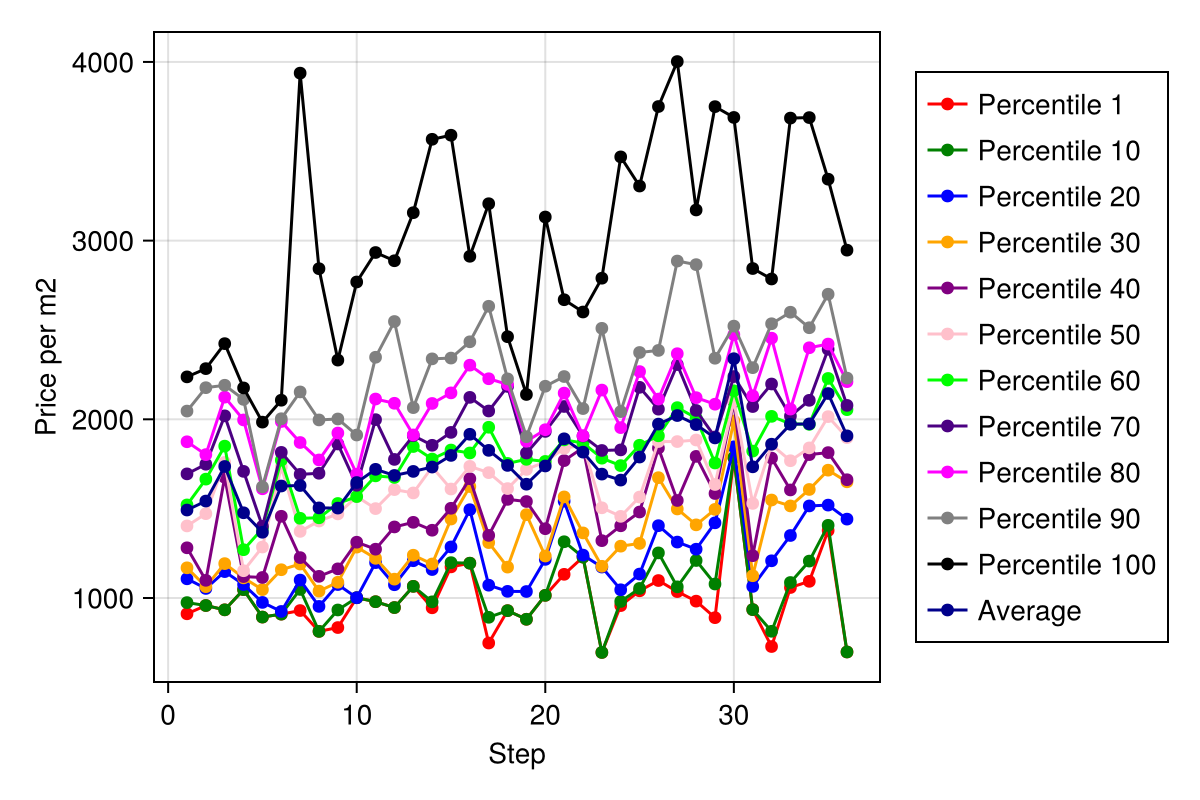 4000
3000
2000
1000
Price per m2
0 10 20 30
Step
Percentile 1
Percentile 10
Percentile 20
Percentile 30
Percentile 40
Percentile 50
Percentile 60
Percentile 70
Percentile 80
Percentile 90
Percentile 100
Average